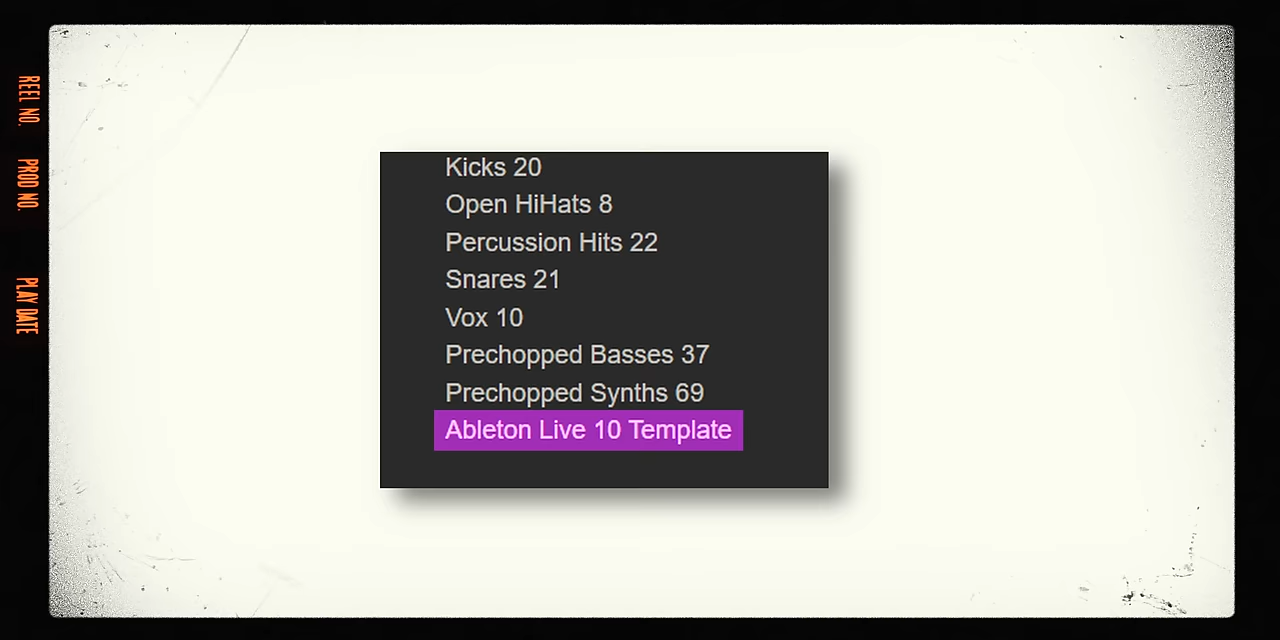 REEL NO.
PROD NO.
PLAY DATE
Kicks 20
Open HiHats 8
Percussion Hits 22
Snares 21
Vox 10
Prechopped Basses 37
Prechopped Synths 69
Ableton Live 10 Template